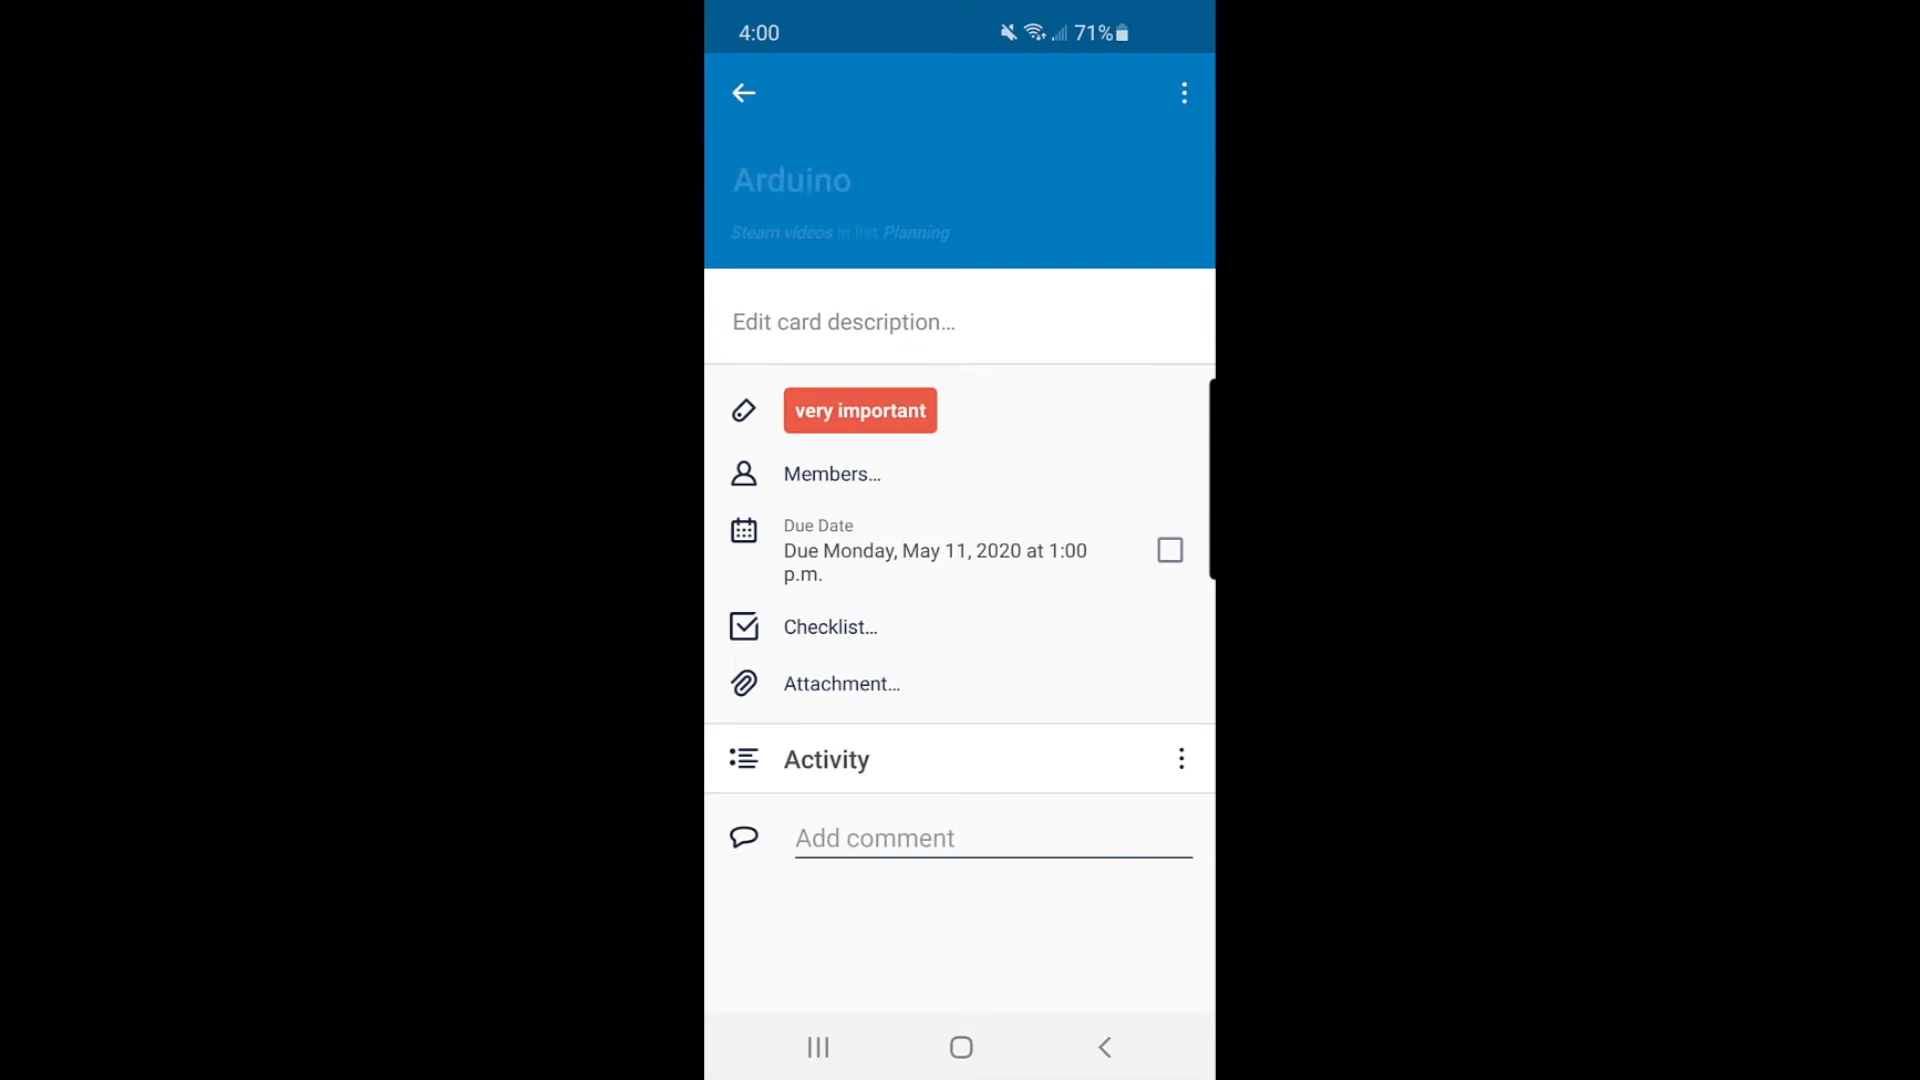 4:00 71%
Arduino
Steam videos in list Planning
Edit card description...
very important
Members...
Due Date
Due Monday, May 11, 2020 at 1:00
p.m.
Checklist...
Attachment...
Activity
Add comment